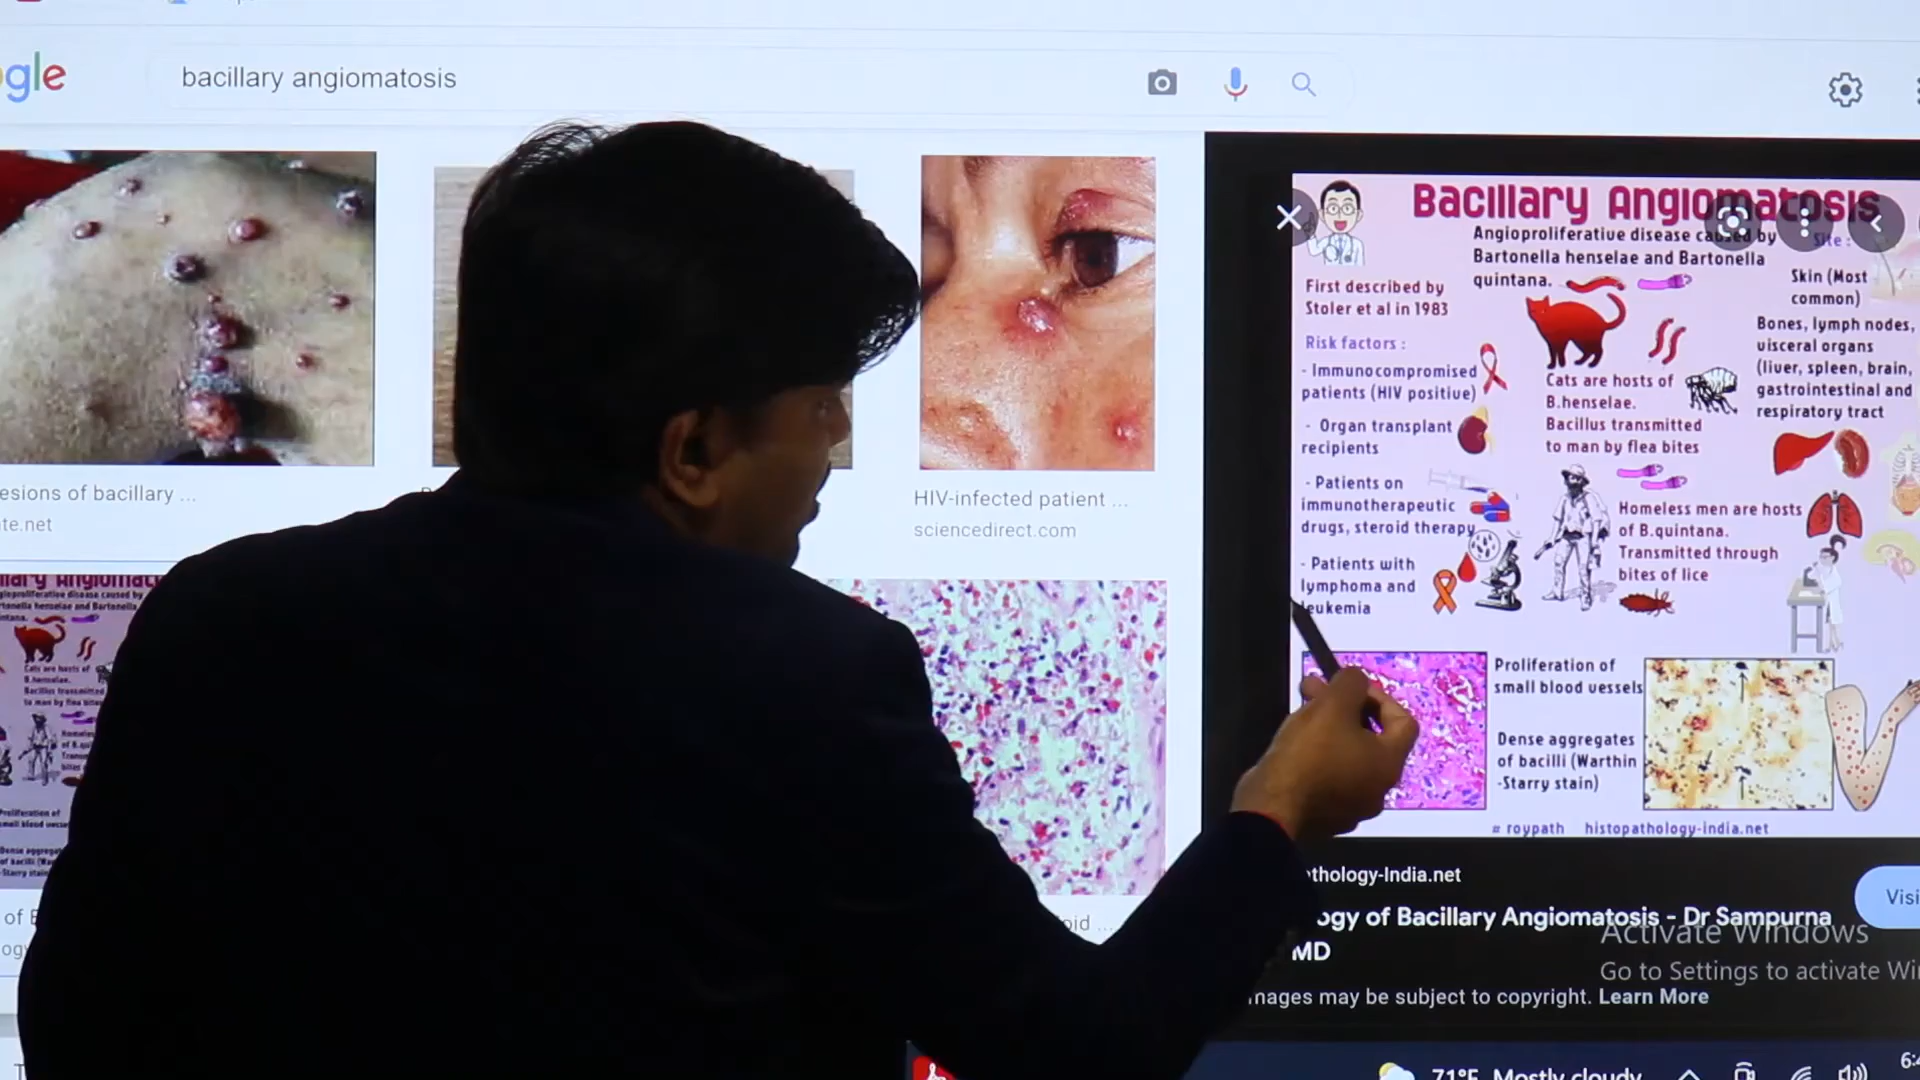 gle
bacillary angiomatosis
esions of bacillary ...
te.net
HIV-infected patient ...
sciencedirect.com
Bacillary Angiomatosis
Angioproliferative disease caused by
Bartonella henselae and Bartonella
quintana.
Site :
Skin (Most
common)
Bones, lymph nodes,
visceral organs
(liver, spleen, brain,
gastrointestinal and
respiratory tract
First described by
Stoler et al in 1983
Risk factors :
- Immunocompromised
patients (HIV positive)
- Organ transplant
recipients
- Patients on
immunotherapeutic
drugs, steroid therapy
- Patients with
lymphoma and
leukemia
Cats are hosts of
B.henselae.
Bacillus transmitted
to man by flea bites
Homeless men are hosts
of B.quintana.
Transmitted through
bites of lice
Proliferation of
small blood vessels
Dense aggregates
of bacilli (Warthin
-Starry stain)
# roypath histopathology-india.net
thology-India.net
ogy of Bacillary Angiomatosis - Dr Sampurna
MD
Visi
Activate Windows
Go to Settings to activate Wi
mages may be subject to copyright. Learn More
71°F Mostly cloudy
6:4